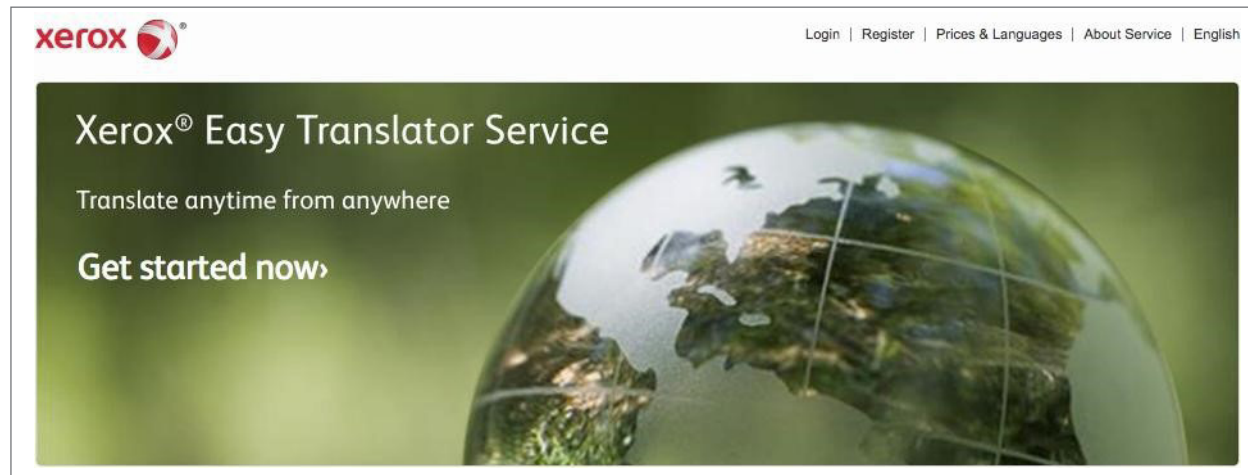 xerox ®
Login | Register | Prices & Languages | About Service | English
Xerox® Easy Translator Service
Translate anytime from anywhere
Get started now›